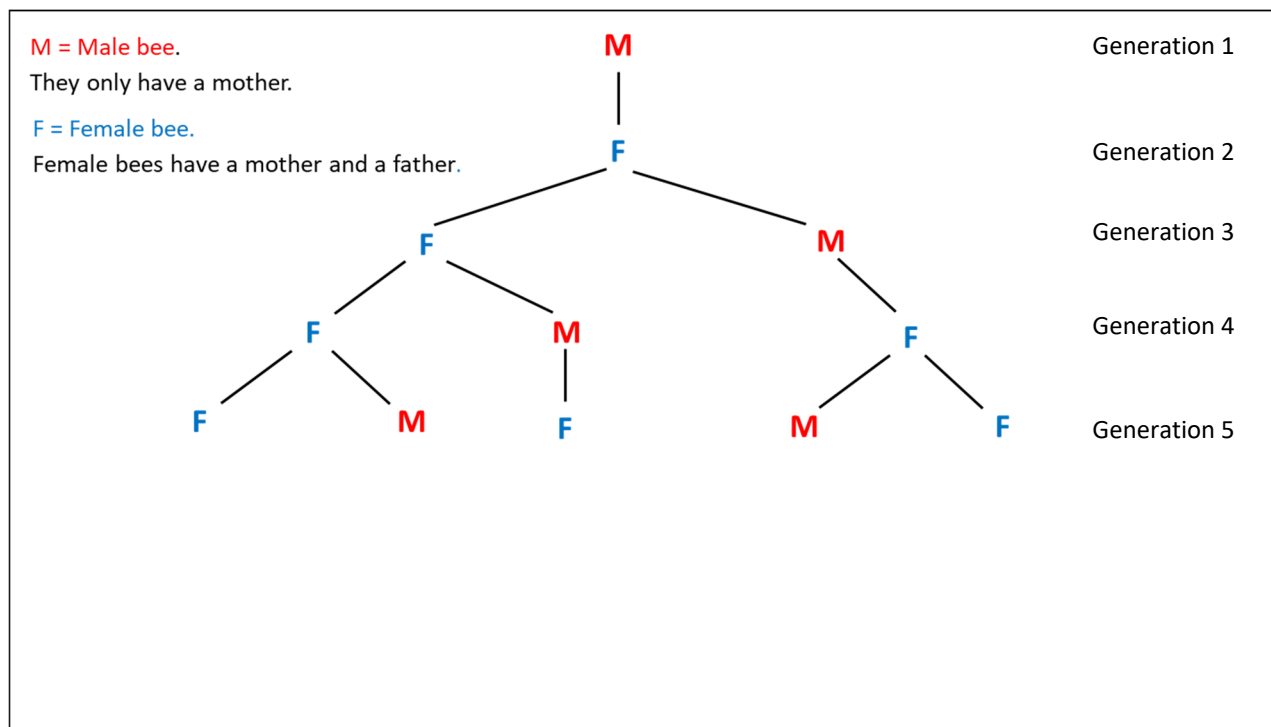 M = Male bee.
They only have a mother.
F = Female bee.
Female bees have a mother and a father.
M Generation 1
F Generation 2
F M Generation 3
F M F Generation 4
F M F M F Generation 5